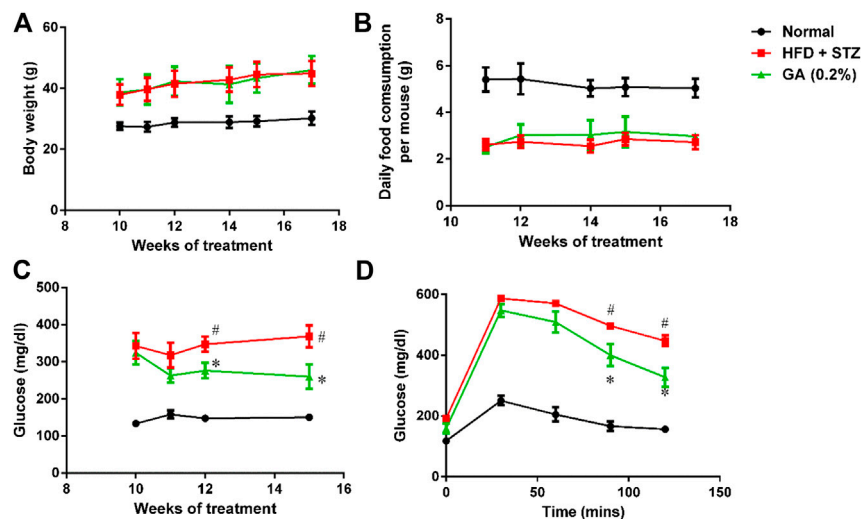 A
Body weight (g)
60
40
20
0
8 10 12 14 16 18
Weeks of treatment
B
Daily food comsumption
per mouse (g)
8
6
4
2
0
10 12 14 16 18
Weeks of treatment
Normal
HFD + STZ
GA (0.2%)
C
Glucose (mg/dl)
500
400
300
200
100
0
8 10 12 14 16
# #
* *
Weeks of treatment
D
Glucose (mg/dl)
600
400
200
0
0 50 100 150
# #
* *
Time (mins)